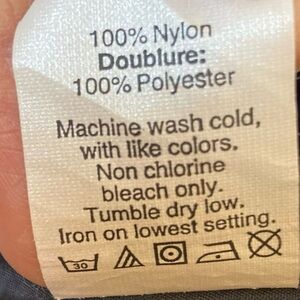 100% Nylon
Doublure:
100% Polyester
Machine wash cold,
with like colors.
Non chlorine
bleach only.
Tumble dry low.
Iron on lowest setting.
30